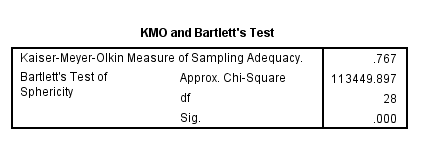 KMO and Bartlett's Test
Kaiser-Meyer-Olkin Measure of Sampling Adequacy. .767
Bartlett's Test of Sphericity Approx. Chi-Square 113449.897
df 28
Sig. .000